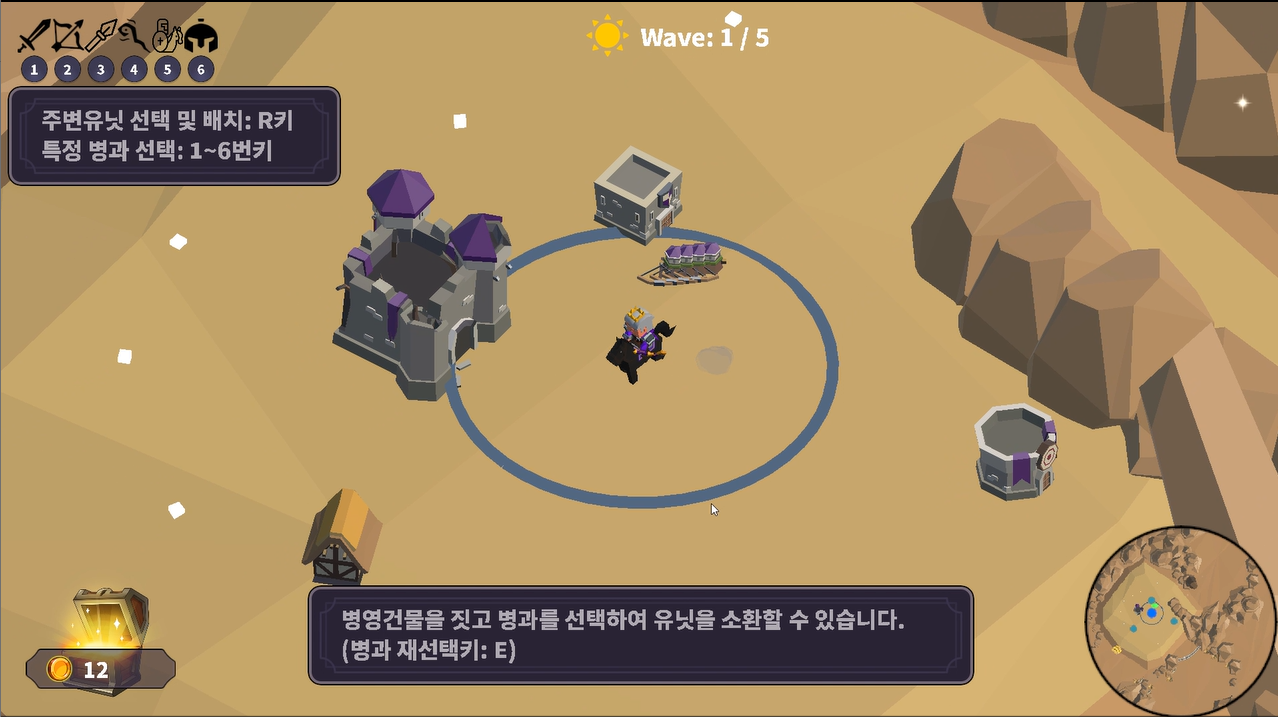 Wave: 1 / 5
1 2 3 4 5 6
주변유닛 선택 및 배치: R키
특정 병과 선택: 1~6번키
병영건물을 짓고 병과를 선택하여 유닛을 소환할 수 있습니다.
(병과 재선택키: E)
12